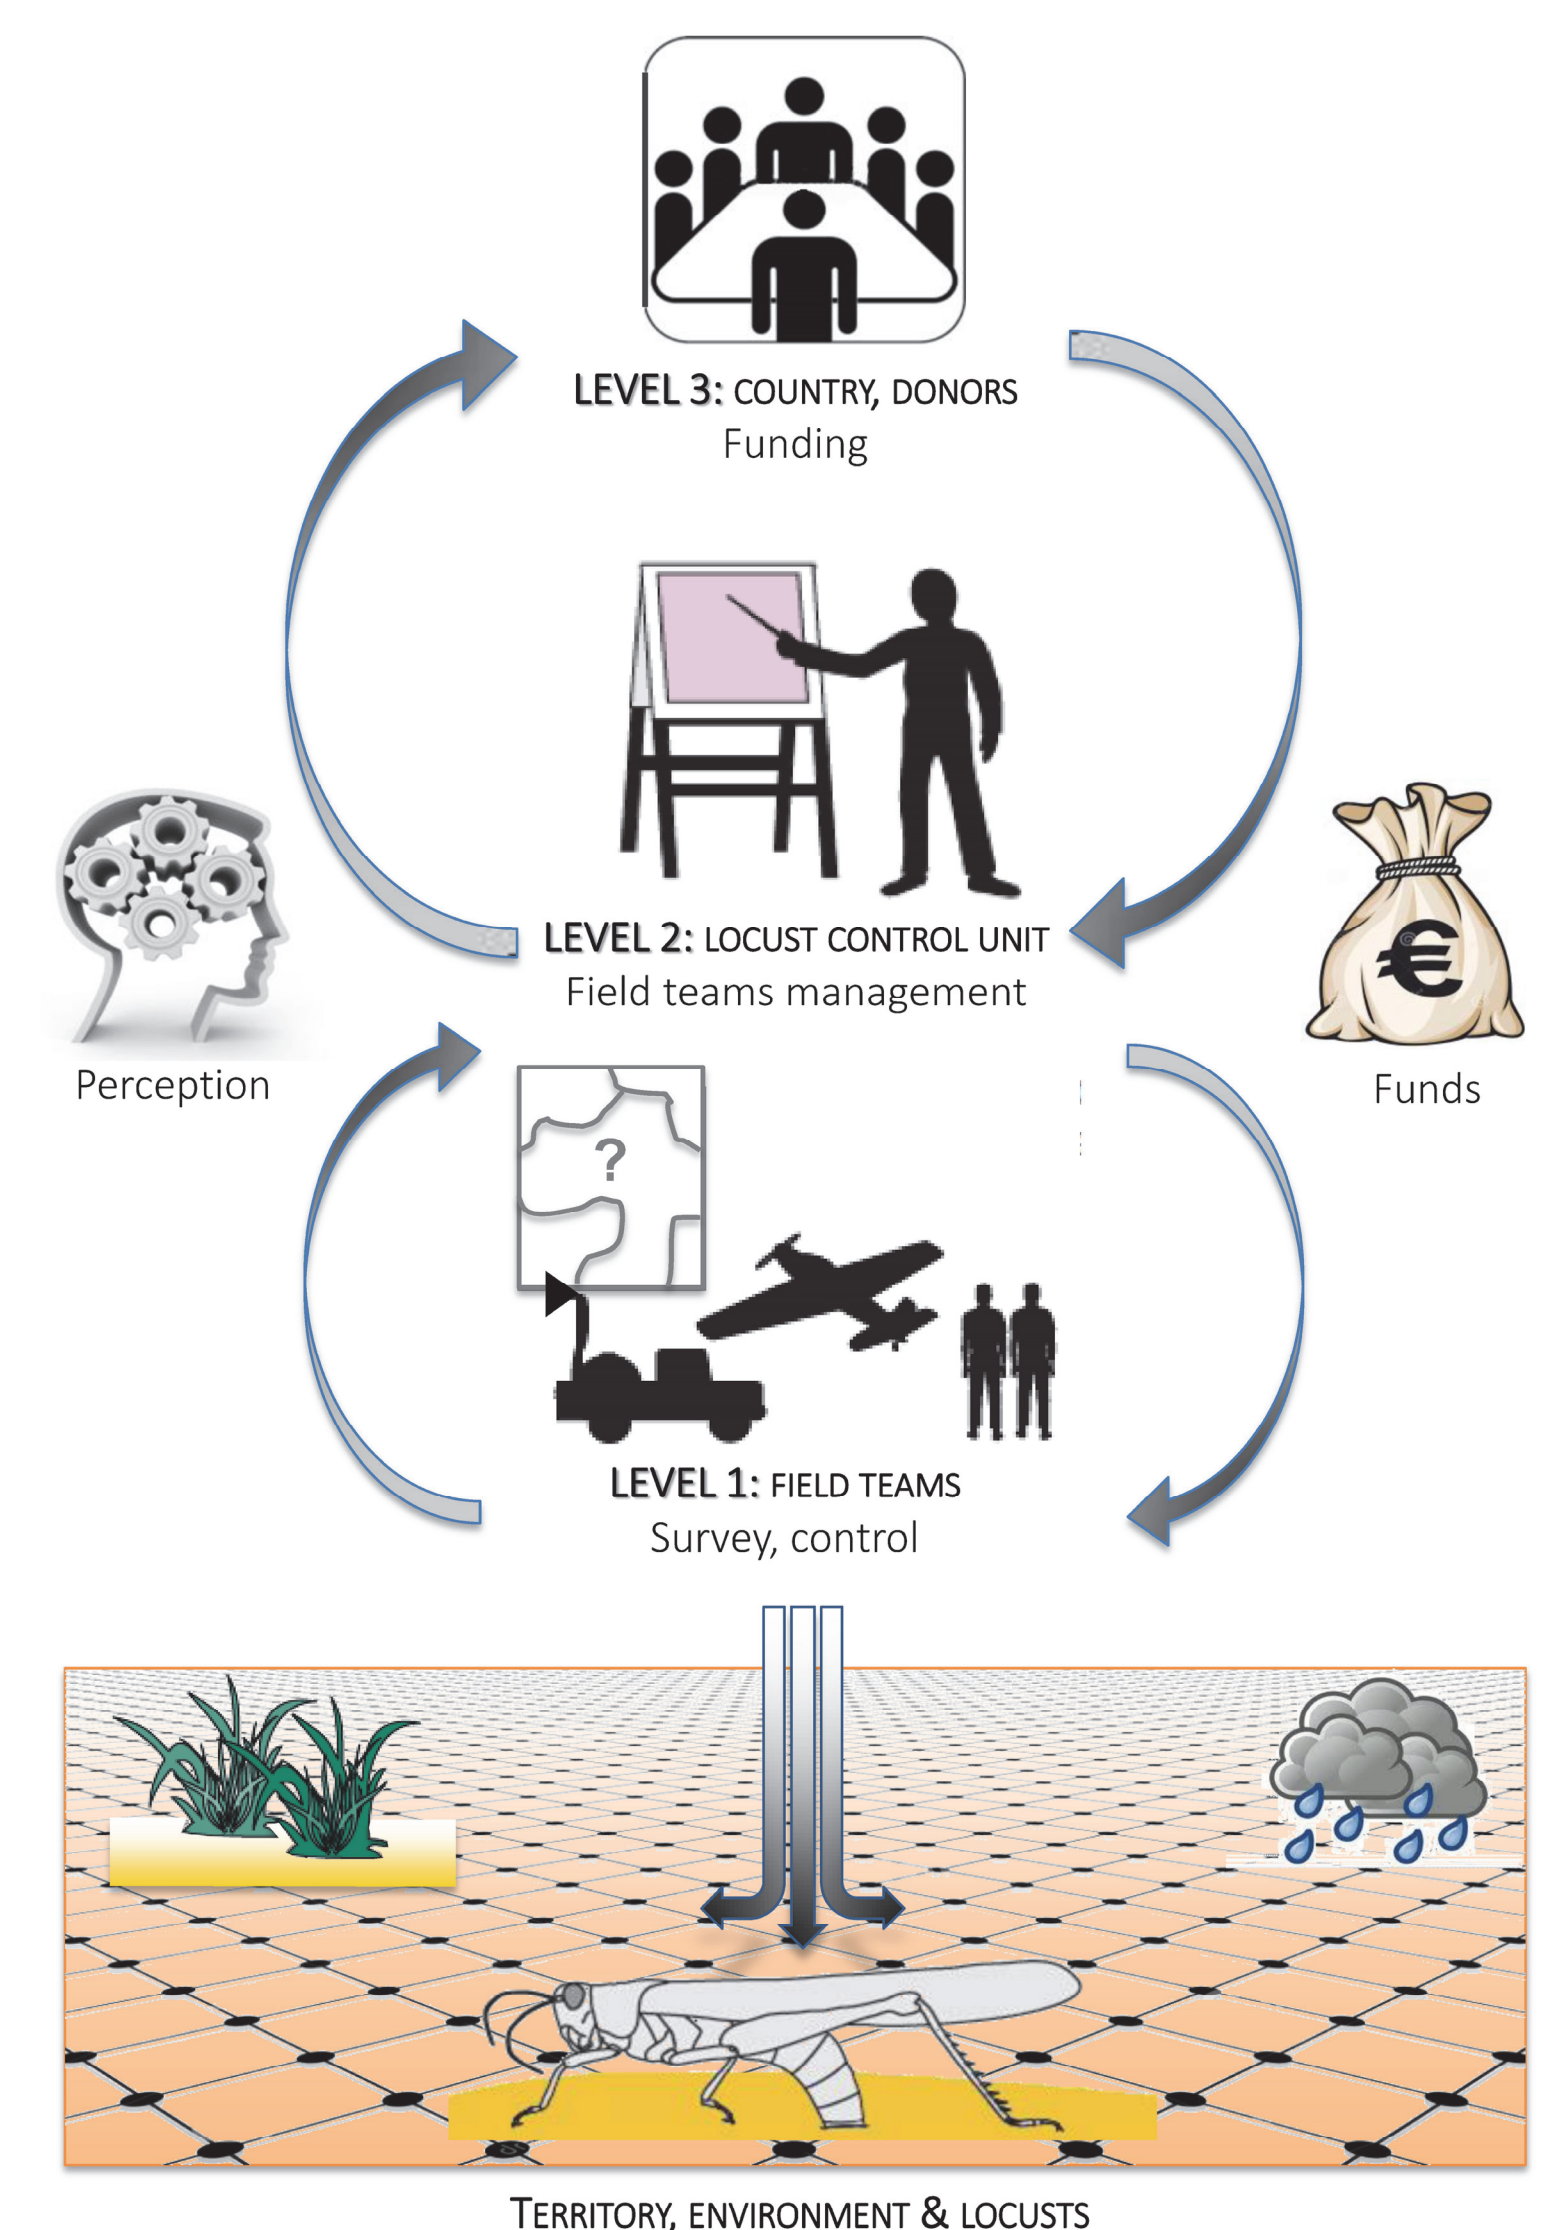 LEVEL 3: COUNTRY, DONORS
Funding
LEVEL 2: LOCUST CONTROL UNIT
Field teams management
€
Perception
Funds
?
LEVEL 1: FIELD TEAMS
Survey, control
TERRITORY, ENVIRONMENT & LOCUSTS